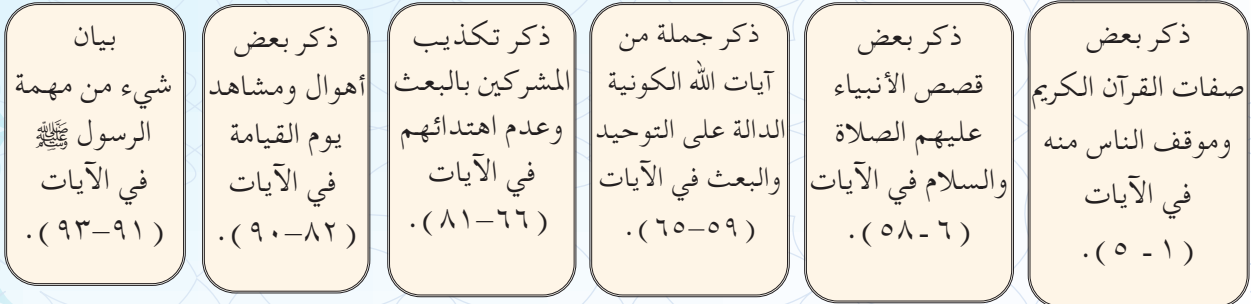 ذكر بعض
صفات القرآن الكريم
وموقف الناس منه
في الآيات
(١ - ٥).
ذكر بعض
قصص الأنبياء
عليهم الصلاة
والسلام في الآيات
(٦ - ٥٨).
ذكر جملة من
آيات الله الكونية
الدالة على التوحيد
والبعث في الآيات
(٥٩–٦٥).
ذكر تكذيب
المشركين بالبعث
وعدم اهتدائهم
في الآيات
(٦٦–٨١).
ذكر بعض
أهوال ومشاهد
يوم القيامة
في الآيات
(٨٢–٩٠).
بيان
شيء من مهمة
الرسول ﷺ
في الآيات
(٩١–٩٣).